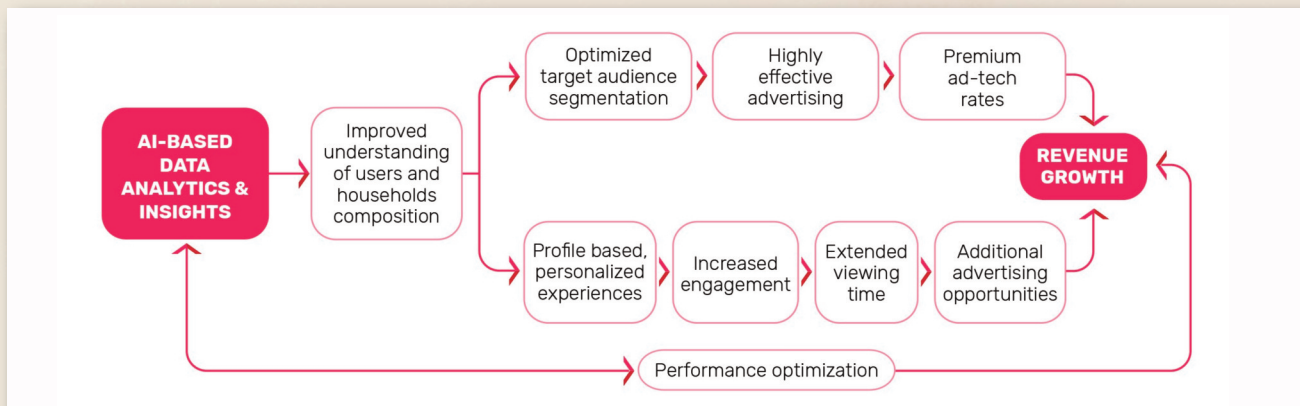 AI-BASED
DATA
ANALYTICS &
INSIGHTS
Improved
understanding
of users and
households
composition
Optimized
target audience
segmentation
Highly
effective
advertising
Premium
ad-tech
rates
Profile based,
personalized
experiences
Increased
engagement
Extended
viewing
time
Additional
advertising
opportunities
REVENUE
GROWTH
Performance optimization